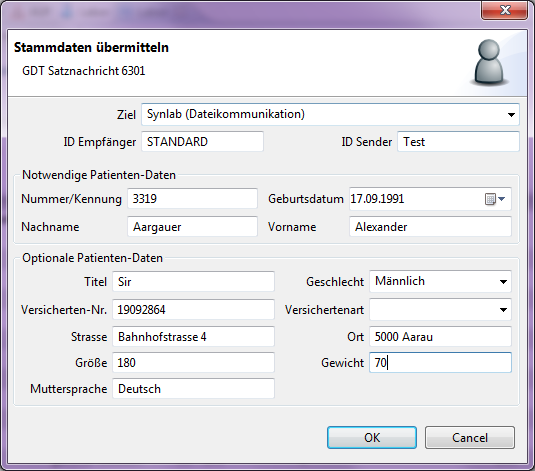 Stammdaten übermitteln
GDT Satznachricht 6301
Ziel Synlab (Dateikommunikation)
ID Empfänger STANDARD ID Sender Test
Notwendige Patienten-Daten
Nummer/Kennung 3319 Geburtsdatum 17.09.1991
Nachname Aargauer Vorname Alexander
Optionale Patienten-Daten
Titel Sir Geschlecht Männlich
Versicherten-Nr. 19092864 Versichertenart
Strasse Bahnhofstrasse 4 Ort 5000 Aarau
Größe 180 Gewicht 70
Muttersprache Deutsch
OK Cancel